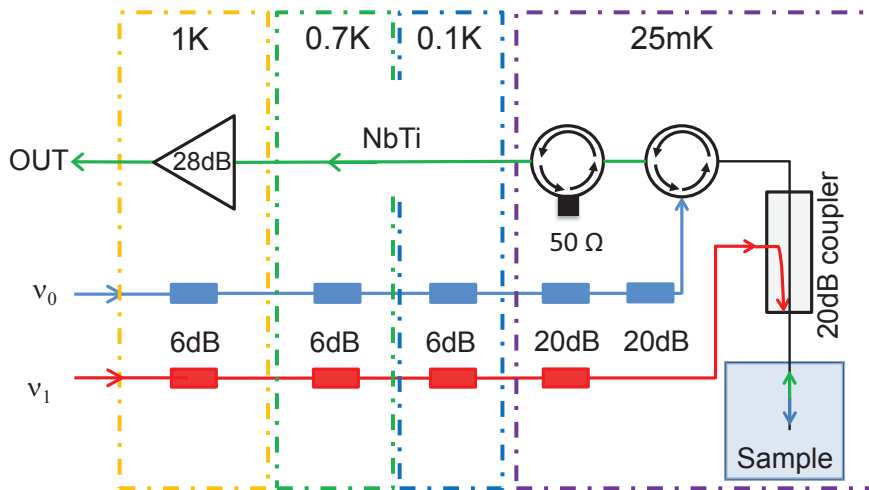 1K 0.7K 0.1K 25mK
OUT 28dB NbTi
50 Ω
20dB coupler
ν0
6dB 6dB 6dB 20dB 20dB
ν1
Sample